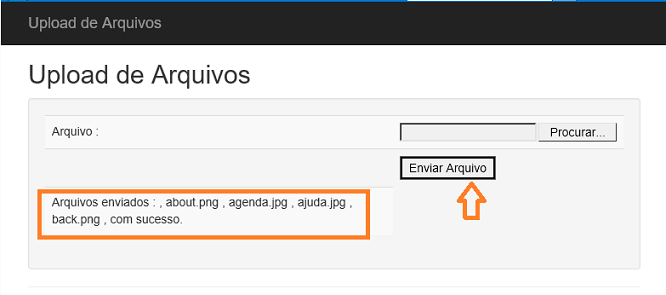 Upload de Arquivos
Upload de Arquivos
Arquivo :
Procurar...
Enviar Arquivo
Arquivos enviados : , about.png , agenda.jpg , ajuda.jpg ,
back.png , com sucesso.